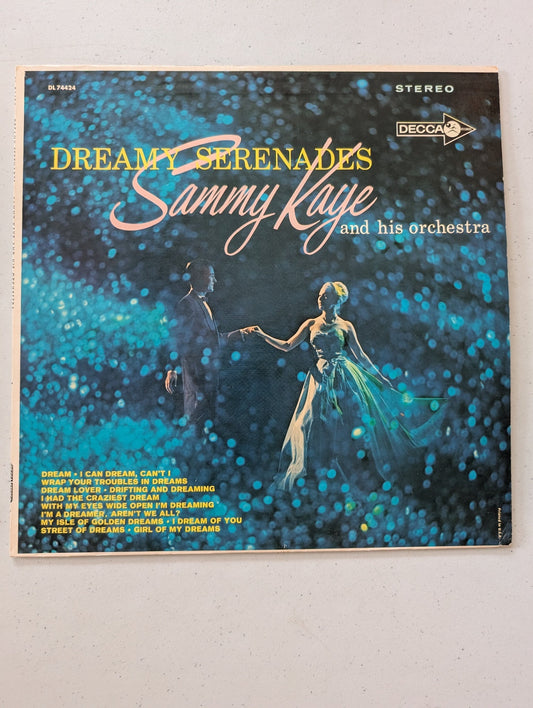 DL 74424
STEREO
DECCA
DREAMY SERENADES
Sammy Kaye
and his orchestra
DREAM • I CAN DREAM, CAN'T I
WRAP YOUR TROUBLES IN DREAMS
DREAM LOVER • DRIFTING AND DREAMING
I HAD THE CRAZIEST DREAM
WITH MY EYES WIDE OPEN I'M DREAMING
I'M A DREAMER, AREN'T WE ALL?
MY ISLE OF GOLDEN DREAMS • I DREAM OF YOU
STREET OF DREAMS • GIRL OF MY DREAMS
Printed in U.S.A.